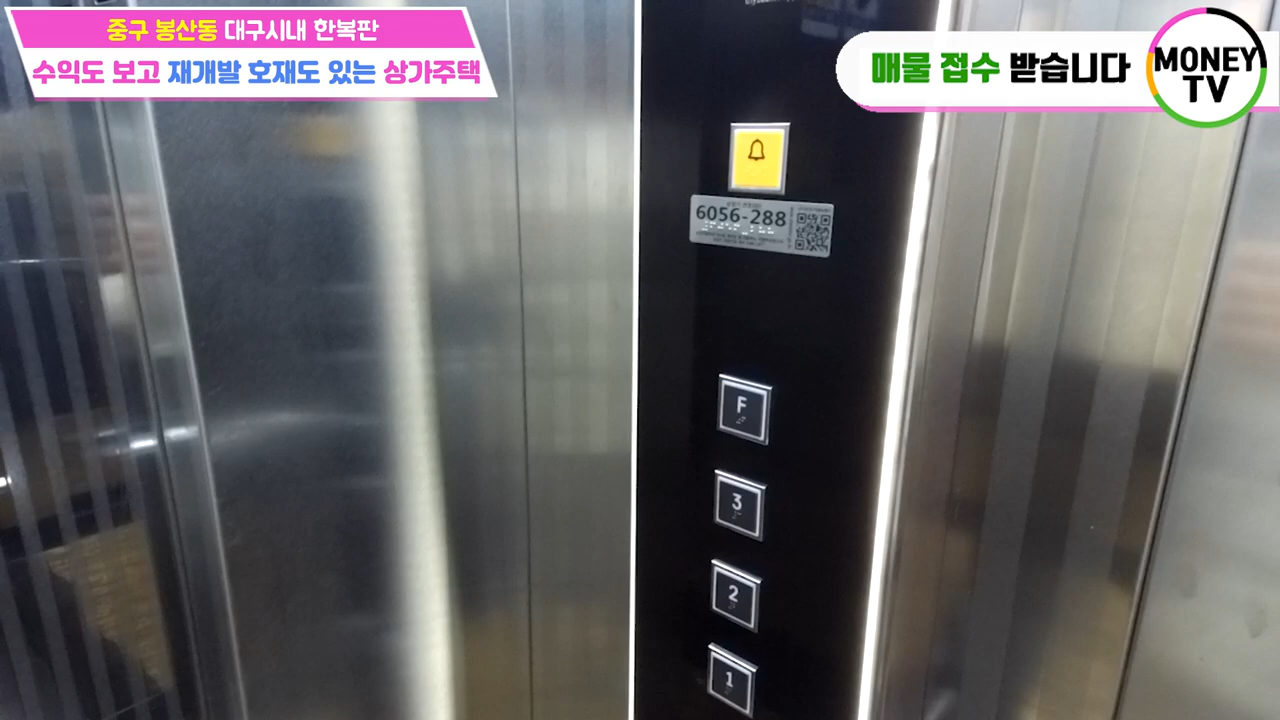 중구 봉산동 대구시내 한복판
수익도 보고 재개발 호재도 있는 상가주택
매물 접수 받습니다
MONEY
TV
6056-288
F
3
2
1